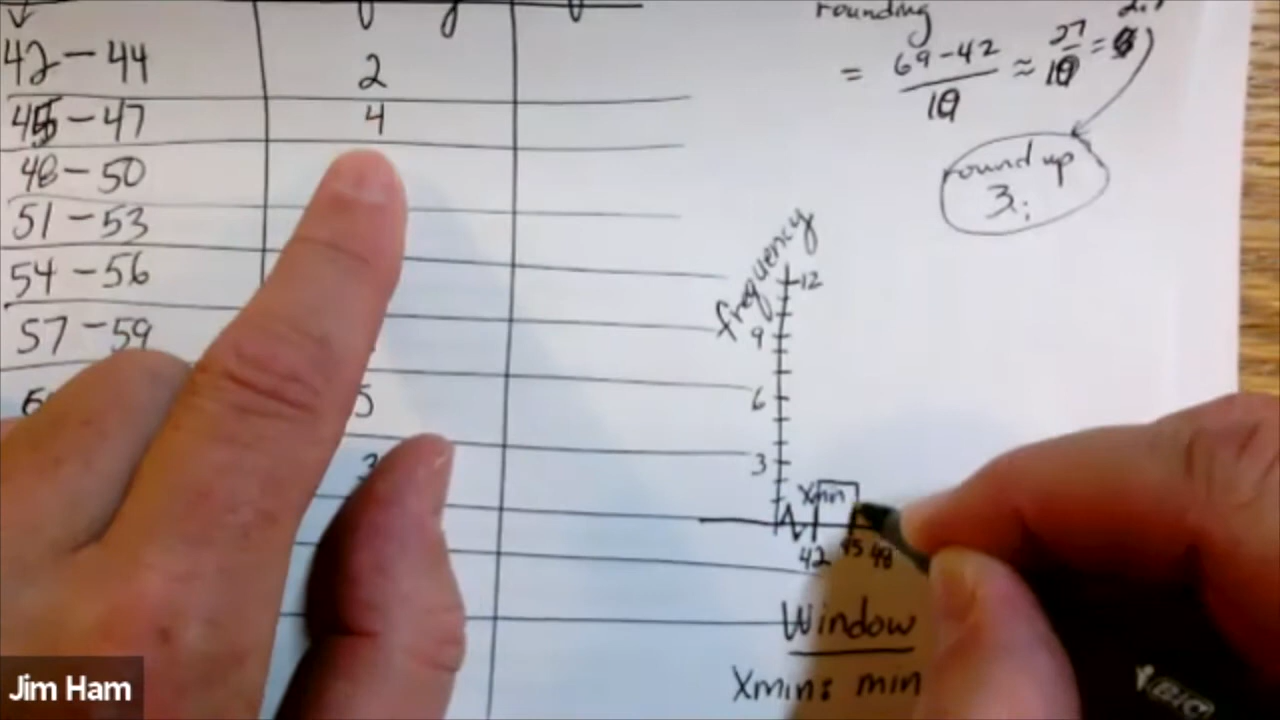 rounding
= 69-42/10 ≈ 27/10 =
round up
3.
42-44 2
45-47 4
48-50
51-53
54-56
57-59
5
3
frequency
12
9
6
3
Xmin
42 45 48
Window
Xmin: min
Jim Ham
BIC